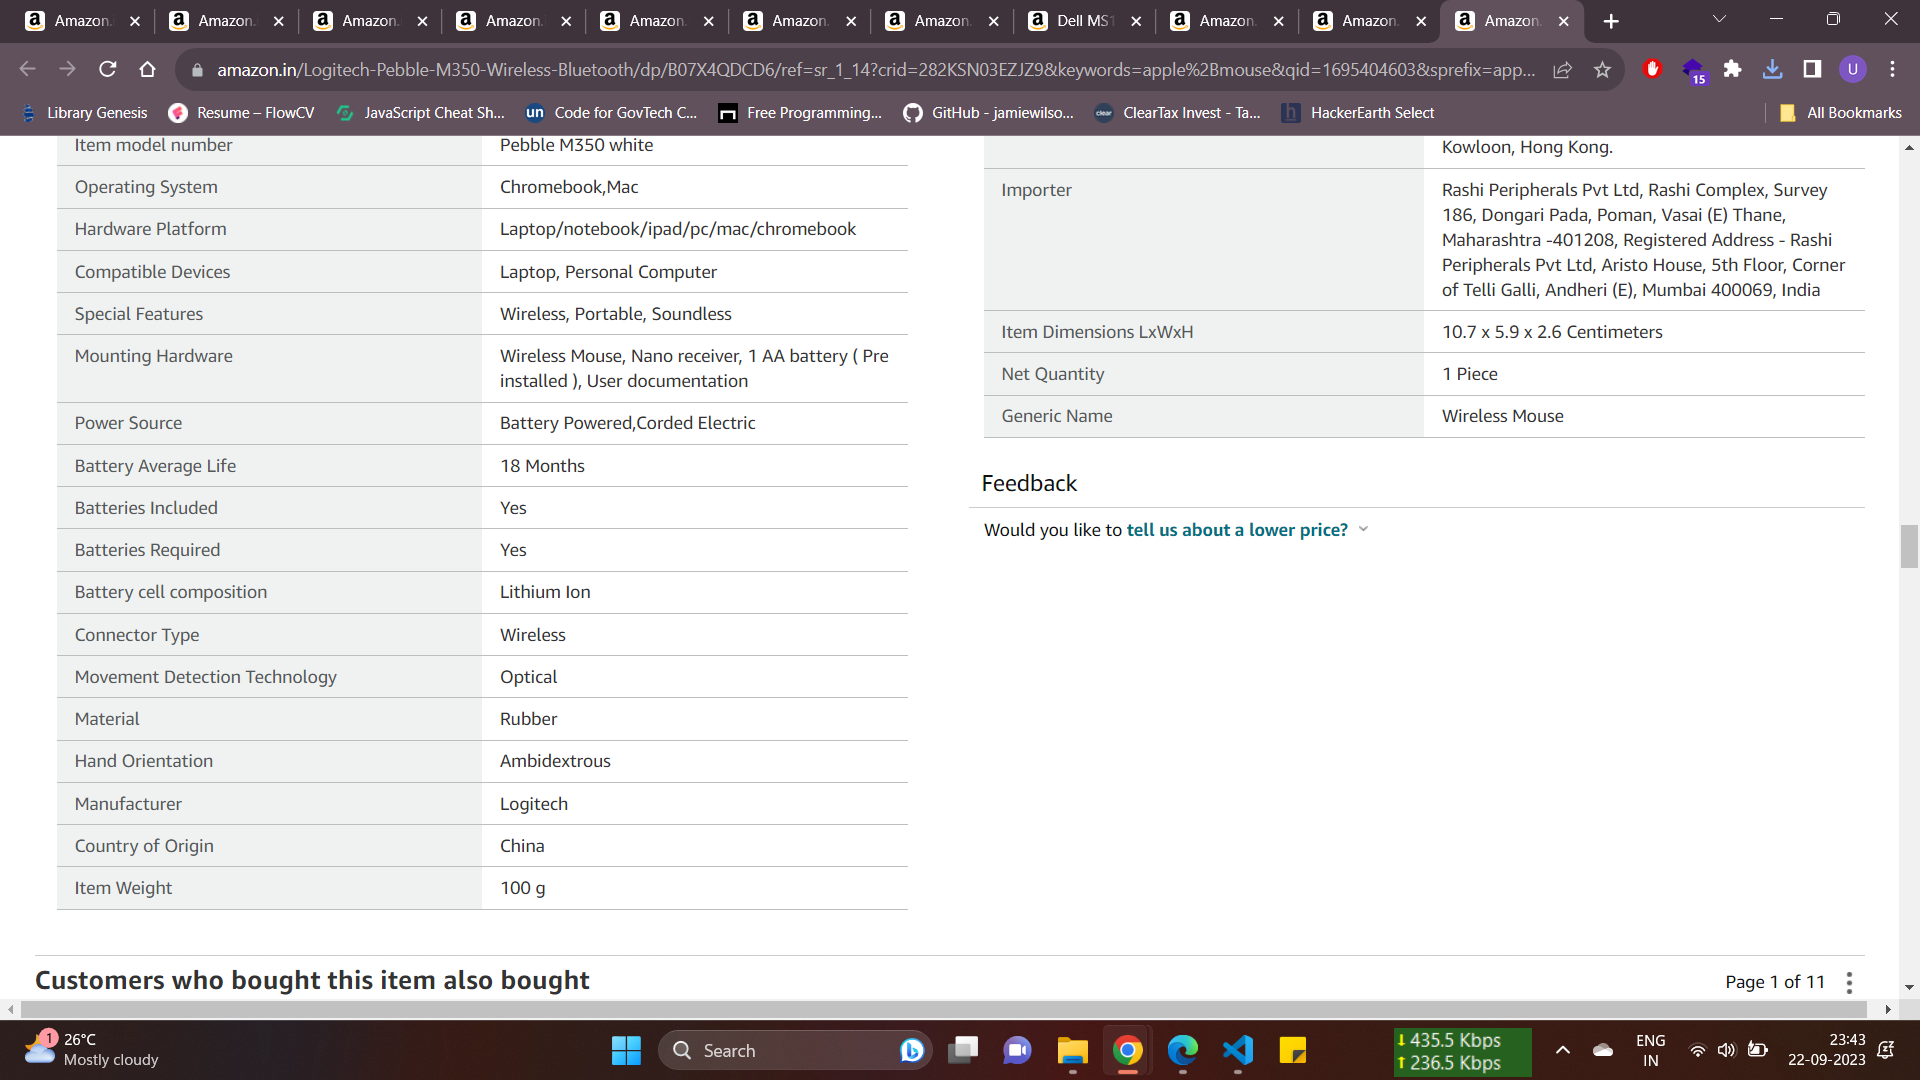 Amazon. Amazon. Amazon. Amazon. Amazon. Amazon. Amazon. Dell MS1 Amazon. Amazon. Amazon.
amazon.in/Logitech-Pebble-M350-Wireless-Bluetooth/dp/B07X4QDCD6/ref=sr_1_14?crid=282KSN03EZJZ9&keywords=apple%2Bmouse&qid=1695404603&sprefix=app... 15 U
Library Genesis Resume – FlowCV JavaScript Cheat Sh... un Code for GovTech C... Free Programming... GitHub - jamiewilso... clear ClearTax Invest - Ta... h HackerEarth Select All Bookmarks
Item model number Pebble M350 white
Operating System Chromebook,Mac
Hardware Platform Laptop/notebook/ipad/pc/mac/chromebook
Compatible Devices Laptop, Personal Computer
Special Features Wireless, Portable, Soundless
Mounting Hardware Wireless Mouse, Nano receiver, 1 AA battery ( Pre
installed ), User documentation
Power Source Battery Powered,Corded Electric
Battery Average Life 18 Months
Batteries Included Yes
Batteries Required Yes
Battery cell composition Lithium Ion
Connector Type Wireless
Movement Detection Technology Optical
Material Rubber
Hand Orientation Ambidextrous
Manufacturer Logitech
Country of Origin China
Item Weight 100 g
Kowloon, Hong Kong.
Importer Rashi Peripherals Pvt Ltd, Rashi Complex, Survey
186, Dongari Pada, Poman, Vasai (E) Thane,
Maharashtra -401208, Registered Address - Rashi
Peripherals Pvt Ltd, Aristo House, 5th Floor, Corner
of Telli Galli, Andheri (E), Mumbai 400069, India
Item Dimensions LxWxH 10.7 x 5.9 x 2.6 Centimeters
Net Quantity 1 Piece
Generic Name Wireless Mouse
Feedback
Would you like to tell us about a lower price?
Customers who bought this item also bought Page 1 of 11
1 26°C
Mostly cloudy
Search
435.5 Kbps
236.5 Kbps
ENG
IN
23:43
22-09-2023